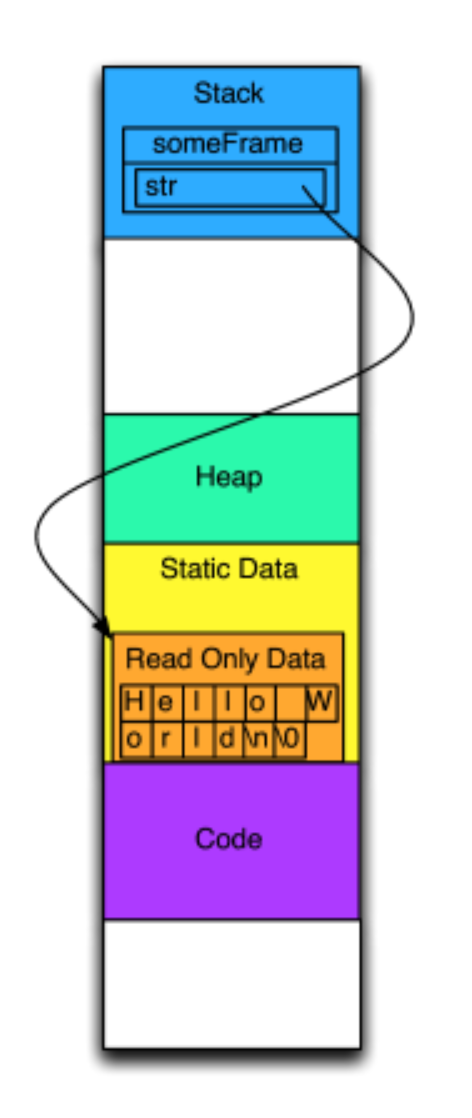 Stack
someFrame
str
Heap
Static Data
Read Only Data
H e l l o W
o r l d \n \0
Code